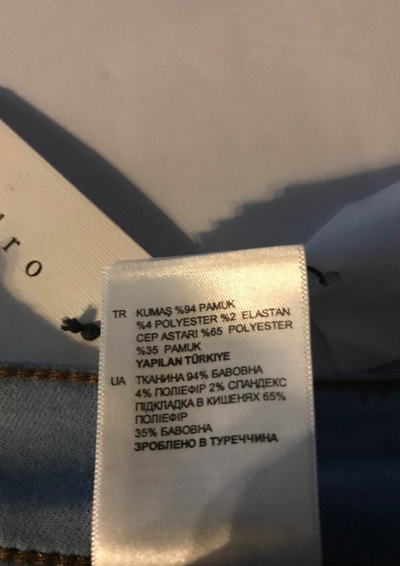 ro
TR KUMAŞ %94 PAMUK
%4 POLYESTER %2 ELASTAN
CEP ASTARI %65 POLYESTER
%35 PAMUK
YAPILAN TÜRKIYE
UA ТКАНИНА 94% БАВОВНА
4% ПОЛІЕФІР 2% СПАНДЕКС
ПІДКЛАДКА В КИШЕНЯХ 65%
ПОЛІЕФІР
35% БАВОВНА
ЗРОБЛЕНО В ТУРЕЧЧИНА